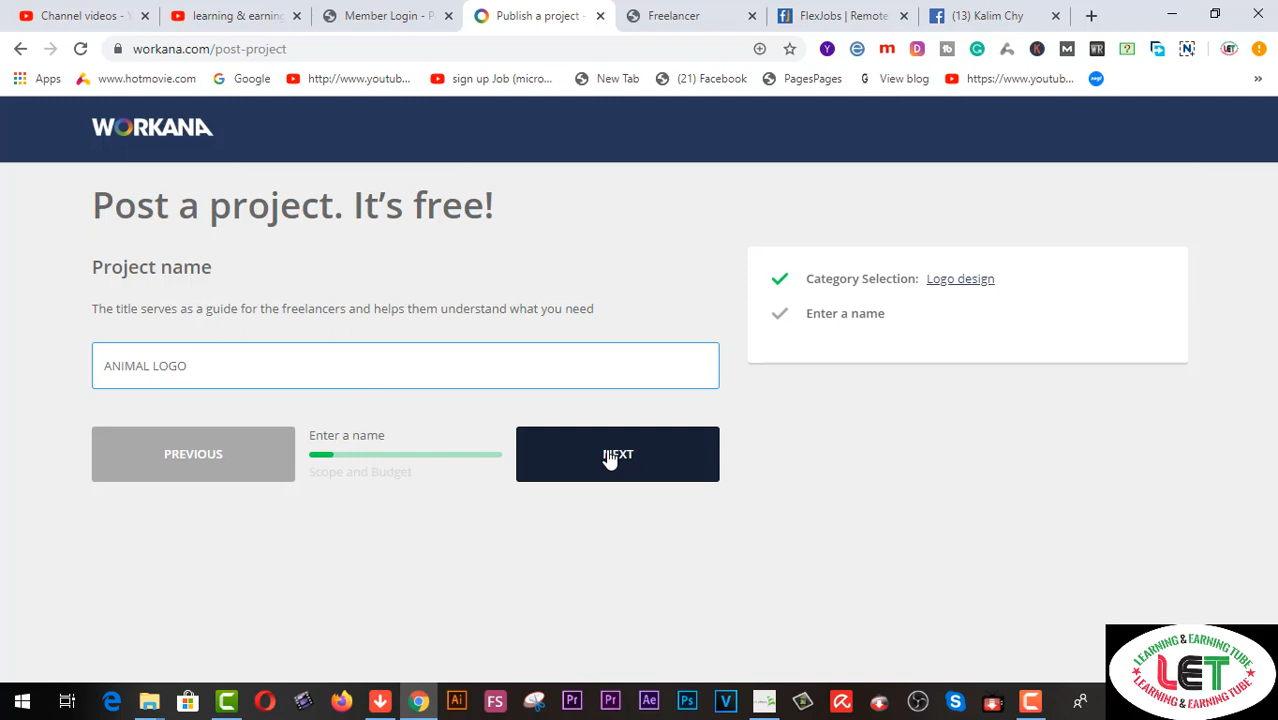 Channel videos - y
learning & earning
Member Login - P
Publish a project -
Freelancer
FlexJobs | Remote
(13) Kalim Chy
workana.com/post-project
Apps
www.hotmovie.com
Google
http://www.youtub...
sign up Job (micro...
New Tab
(21) Facebook
PagesPages
View blog
https://www.youtub...
WORKANA
Post a project. It's free!
Project name
The title serves as a guide for the freelancers and helps them understand what you need
ANIMAL LOGO
Category Selection: Logo design
Enter a name
PREVIOUS
Enter a name
Scope and Budget
NEXT
LEARNING & EARNING TUBE
LET
LEARNING & EARNING TUBE